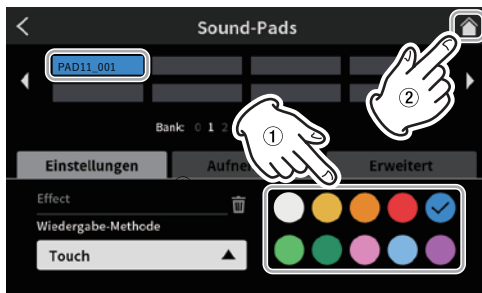 Sound-Pads
PAD11_001
②
Bank: 0 1 2
①
Einstellungen Aufne Erweitert
Effect
Wiedergabe-Methode
Touch